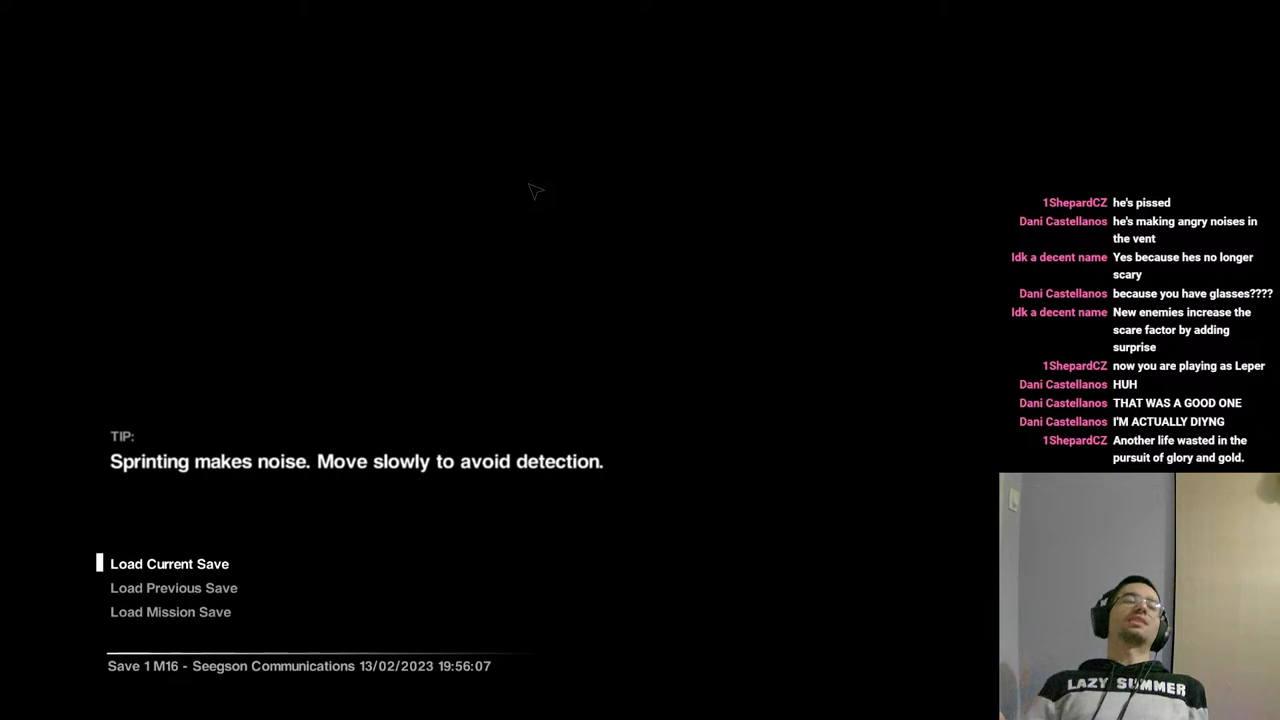 TIP:
Sprinting makes noise. Move slowly to avoid detection.
Load Current Save
Load Previous Save
Load Mission Save
Save 1 M16 - Seegson Communications 13/02/2023 19:56:07
1ShepardCZ he's pissed
Dani Castellanos he's making angry noises in
the vent
Idk a decent name Yes because hes no longer
scary
Dani Castellanos because you have glasses????
Idk a decent name New enemies increase the
scare factor by adding
surprise
1ShepardCZ now you are playing as Leper
Dani Castellanos HUH
Dani Castellanos THAT WAS A GOOD ONE
Dani Castellanos I'M ACTUALLY DIYNG
1ShepardCZ Another life wasted in the
pursuit of glory and gold.
LAZY SUMMER